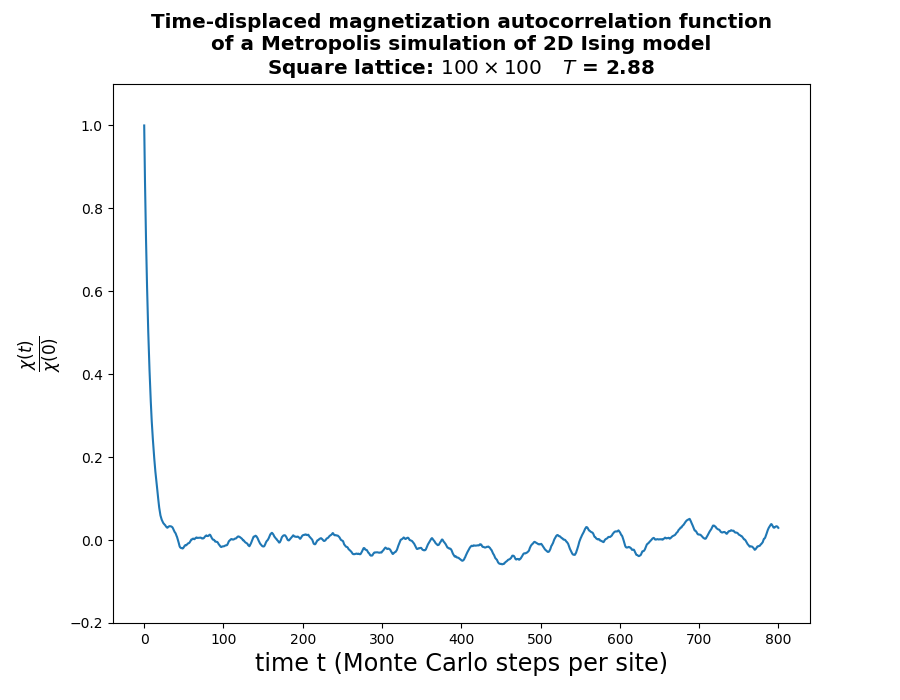 Time-displaced magnetization autocorrelation function
of a Metropolis simulation of 2D Ising model
Square lattice: 100 × 100 T = 2.88
1.0
0.8
0.6
0.4
0.2
0.0
−0.2
χ(t)
χ(0)
0 100 200 300 400 500 600 700 800
time t (Monte Carlo steps per site)